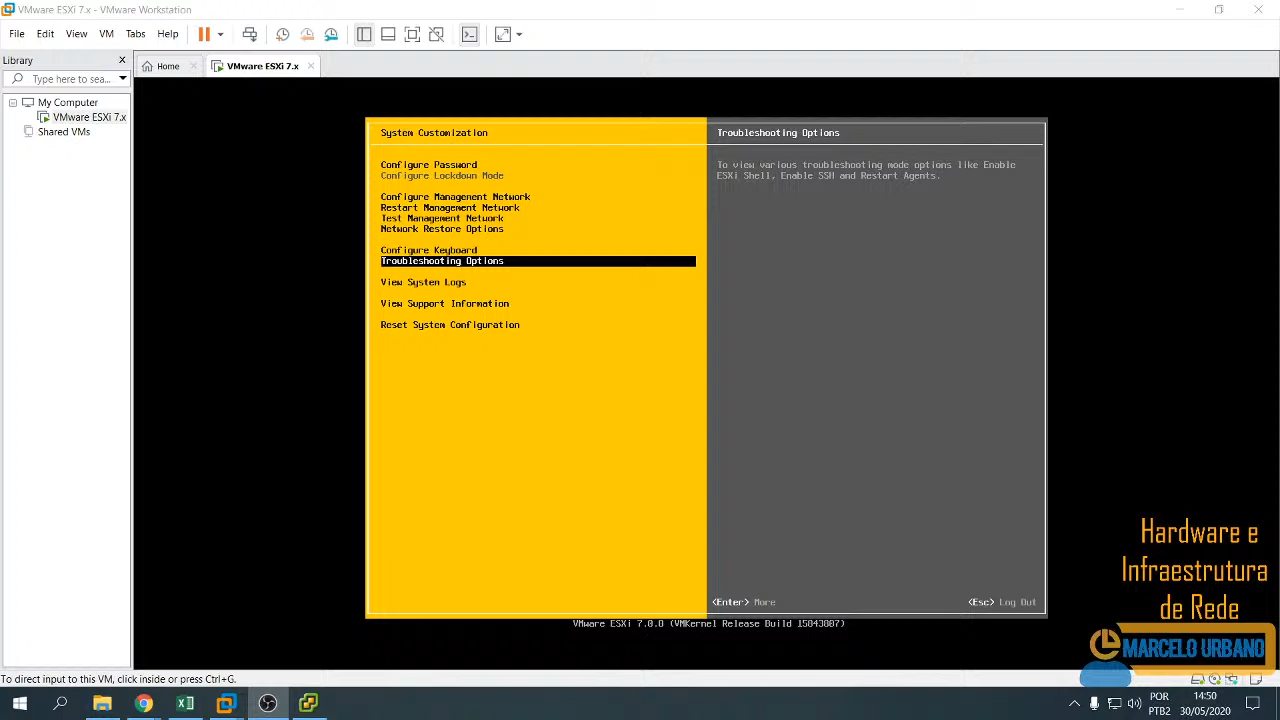 VMware ESXi 7.x - VMware Workstation
File Edit View VM Tabs Help
Library
Type here to sea...
My Computer
VMware ESXi 7.x
Shared VMs
Home
VMware ESXi 7.x
System Customization
Configure Password
Configure Lockdown Mode
Configure Management Network
Restart Management Network
Test Management Network
Network Restore Options
Configure Keyboard
Troubleshooting Options
View System Logs
View Support Information
Reset System Configuration
Troubleshooting Options
To view various troubleshooting mode options like Enable
ESXi Shell, Enable SSH and Restart Agents.
<Enter> More
<Esc> Log Out
VMware ESXi 7.0.0 (VMKernel Release Build 15843807)
Hardware e
Infraestrutura
de Rede
MARCELO URBANO
To direct input to this VM, click inside or press Ctrl+G.
POR
PTB2
14:50
30/05/2020